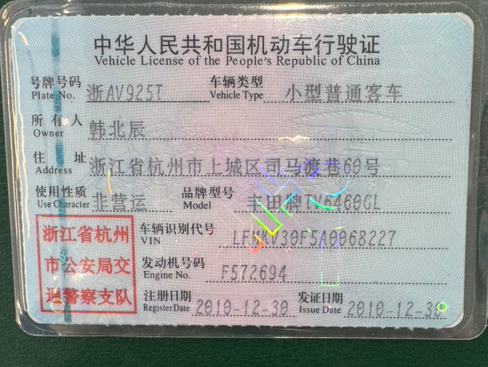 中华人民共和国机动车行驶证
Vehicle License of the People's Republic of China
号牌号码 浙AV925T 车辆类型 小型普通客车
Plate No. Vehicle Type
所有人 韩北辰
Owner
住址 浙江省杭州市上城区司马渡巷60号
Address
使用性质 非营运 品牌型号 丰田牌TV6460GL
Use Character Model
浙江省杭州
市公安局交
通警察支队
车辆识别代号
VIN LFMKV30F5A0068227
发动机号码
Engine No. F572694
注册日期 2010-12-30 发证日期 2010-12-30
Register Date Issue Date